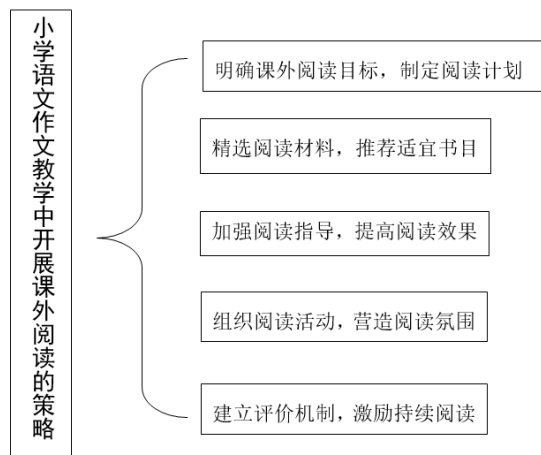 小学语文作文教学中开展课外阅读的策略
明确课外阅读目标，制定阅读计划
精选阅读材料，推荐适宜书目
加强阅读指导，提高阅读效果
组织阅读活动，营造阅读氛围
建立评价机制，激励持续阅读